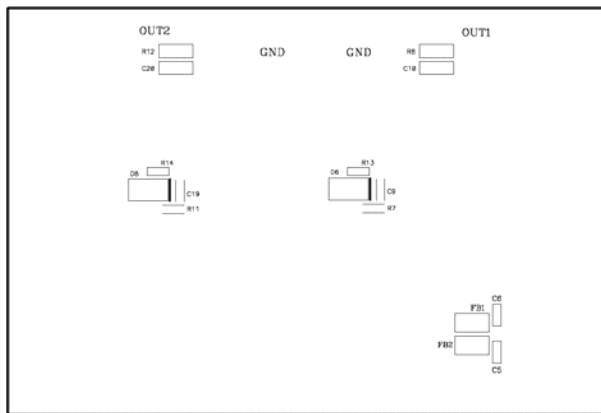 OUT2
OUT1
R12
GND
GND
R6
C20
C10
R14
R13
D8
D6
C19
C9
R11
R7
C6
FB1
FB2
C5